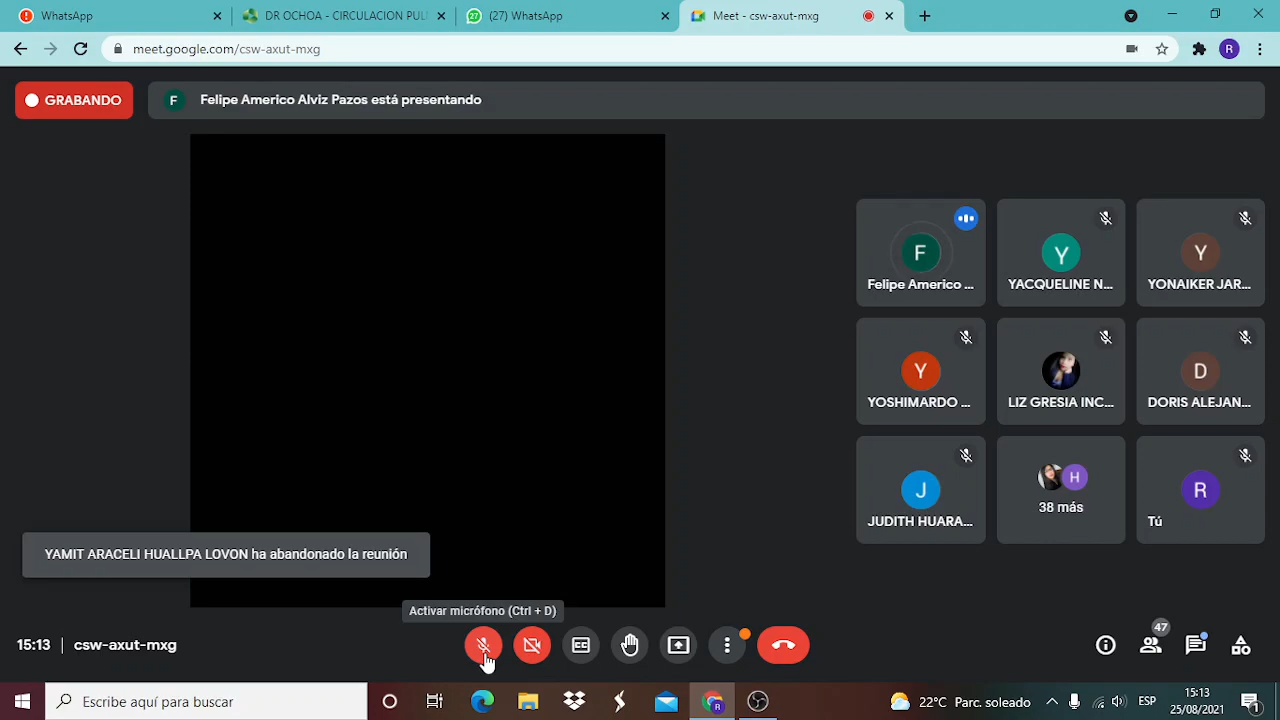 WhatsApp
DR OCHOA - CIRCULACION PUL
(27) WhatsApp
Meet - csw-axut-mxg
meet.google.com/csw-axut-mxg
R
GRABANDO
F
Felipe Americo Alviz Pazos está presentando
F
Felipe Americo ...
Y
YACQUELINE N...
Y
YONAIKER JAR...
Y
YOSHIMARDO ...
LIZ GRESIA INC...
D
DORIS ALEJAN...
J
JUDITH HUARA...
H
38 más
R
Tú
YAMIT ARACELI HUALLPA LOVON ha abandonado la reunión
Activar micrófono (Ctrl + D)
15:13 | csw-axut-mxg
47
Escribe aquí para buscar
22°C Parc. soleado
ESP
15:13
25/08/2021
1